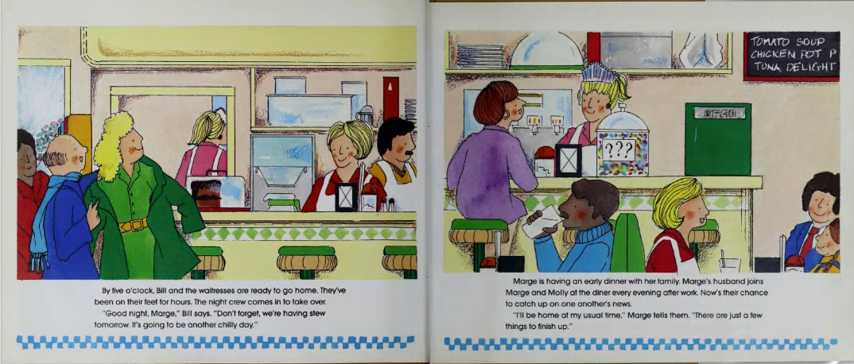 TOMATO SOUP
CHICKEN POT P
TUNA DELIGHT
???
By five o'clock, Bill and the waitresses are ready to go home. They've
been on their feet for hours. The night crew comes in to take over.
"Good night, Marge," Bill says. "Don't forget, we're having stew
tomorrow. It's going to be another chilly day."
Marge is having an early dinner with her family. Marge's husband joins
Marge and Molly at the diner every evening after work. Now's their chance
to catch up on one another's news.
"I'll be home at my usual time," Marge tells them. "There are just a few
things to finish up."